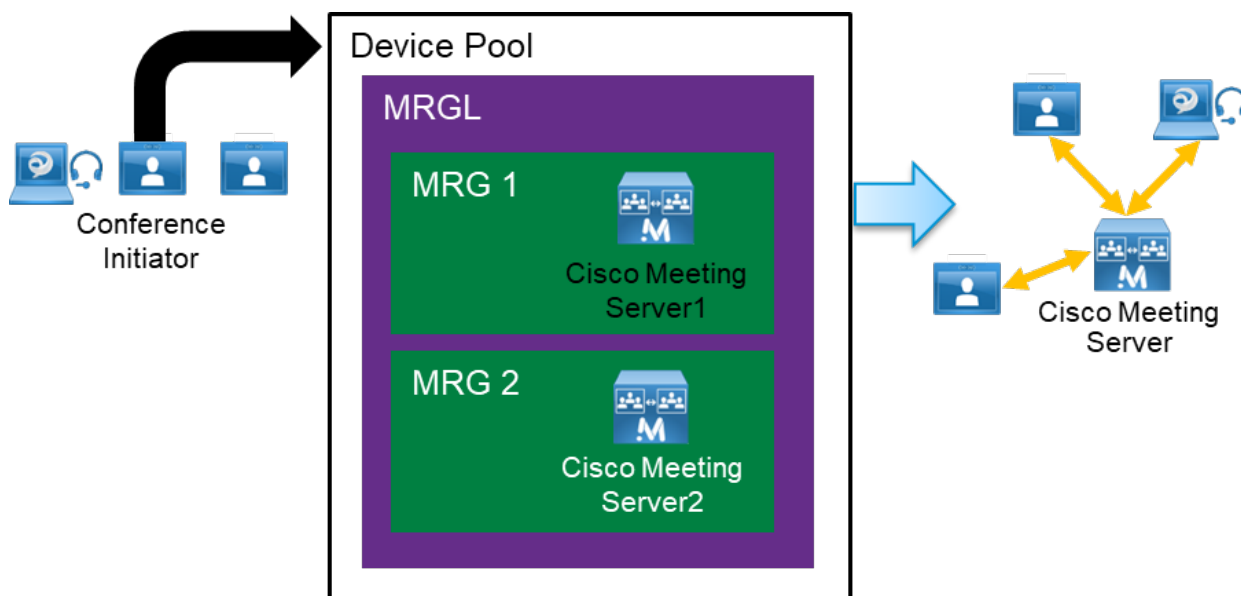 Device Pool
MRGL
MRG 1
Cisco Meeting
Server1
MRG 2
Cisco Meeting
Server2
Conference
Initiator
Cisco Meeting
Server